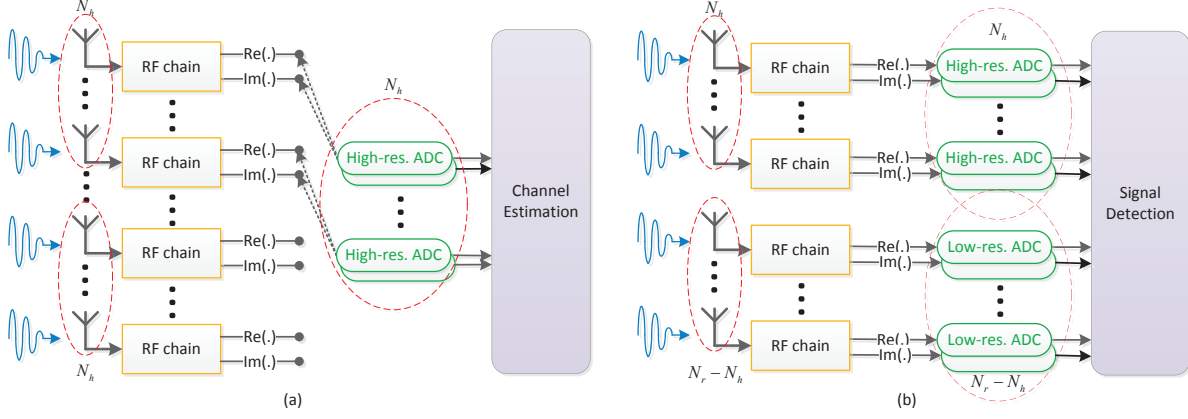 N_h
RF chain
Re(.)
Im(.)
N_h
RF chain
Re(.)
Im(.)
High-res. ADC
Channel
Estimation
RF chain
Re(.)
Im(.)
High-res. ADC
RF chain
Re(.)
Im(.)
N_h
(a)
N_h
N_h
RF chain
Re(.)
Im(.)
High-res. ADC
RF chain
Re(.)
Im(.)
High-res. ADC
Signal
Detection
RF chain
Re(.)
Im(.)
Low-res. ADC
RF chain
Re(.)
Im(.)
Low-res. ADC
N_r − N_h
N_r − N_h
(b)